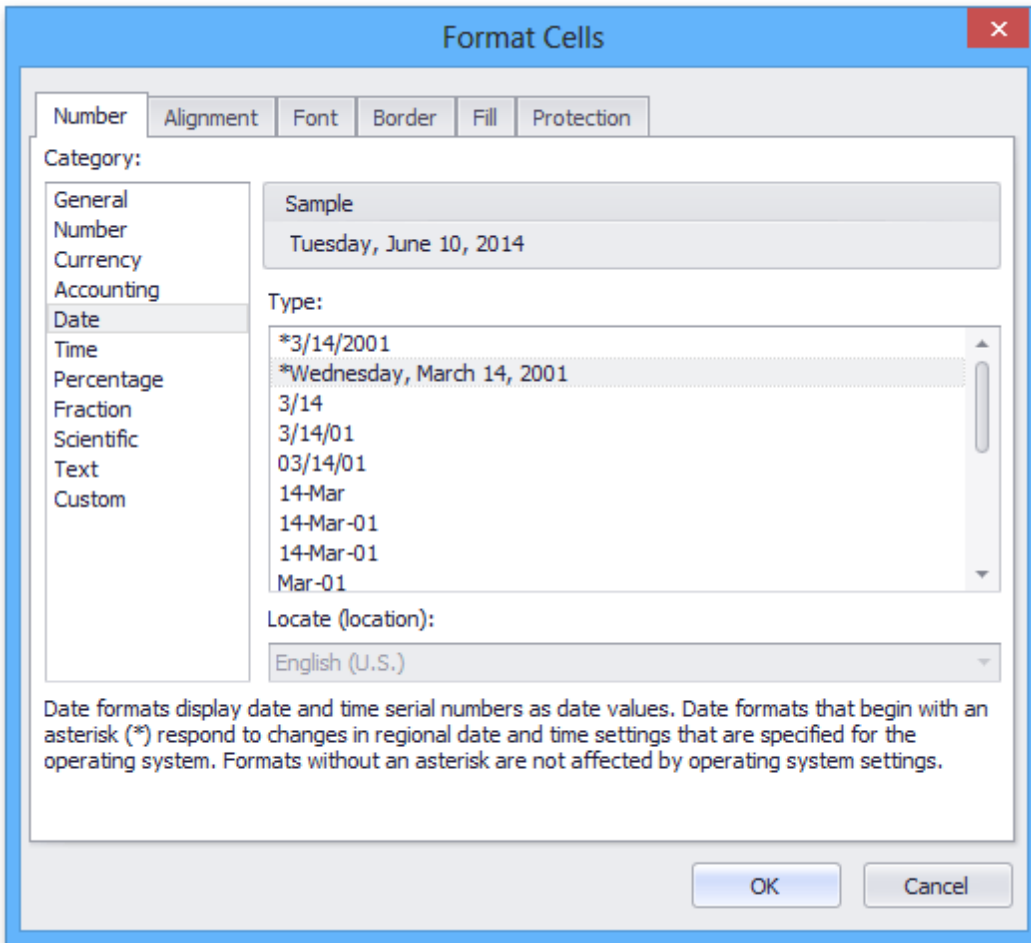 Format Cells
Number Alignment Font Border Fill Protection
Category:
General
Number
Currency
Accounting
Date
Time
Percentage
Fraction
Scientific
Text
Custom
Sample
Tuesday, June 10, 2014
Type:
*3/14/2001
*Wednesday, March 14, 2001
3/14
3/14/01
03/14/01
14-Mar
14-Mar-01
14-Mar-01
Mar-01
Locate (location):
English (U.S.)
Date formats display date and time serial numbers as date values. Date formats that begin with an
asterisk (*) respond to changes in regional date and time settings that are specified for the
operating system. Formats without an asterisk are not affected by operating system settings.
OK Cancel